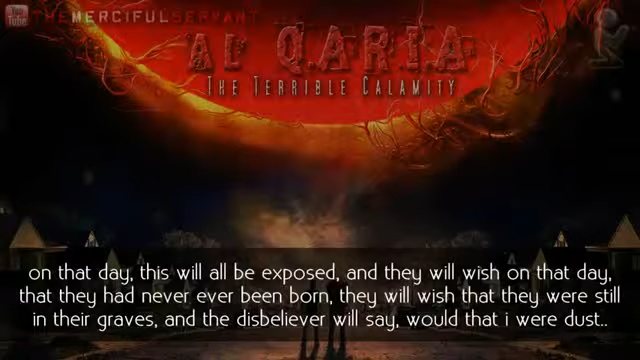 You Tube THEMERCIFULSERVANT
AL QARIA
The Terrible Calamity
on that day, this will all be exposed, and they will wish on that day,
that they had never ever been born, they will wish that they were still
in their graves, and the disbeliever will say, would that i were dust..